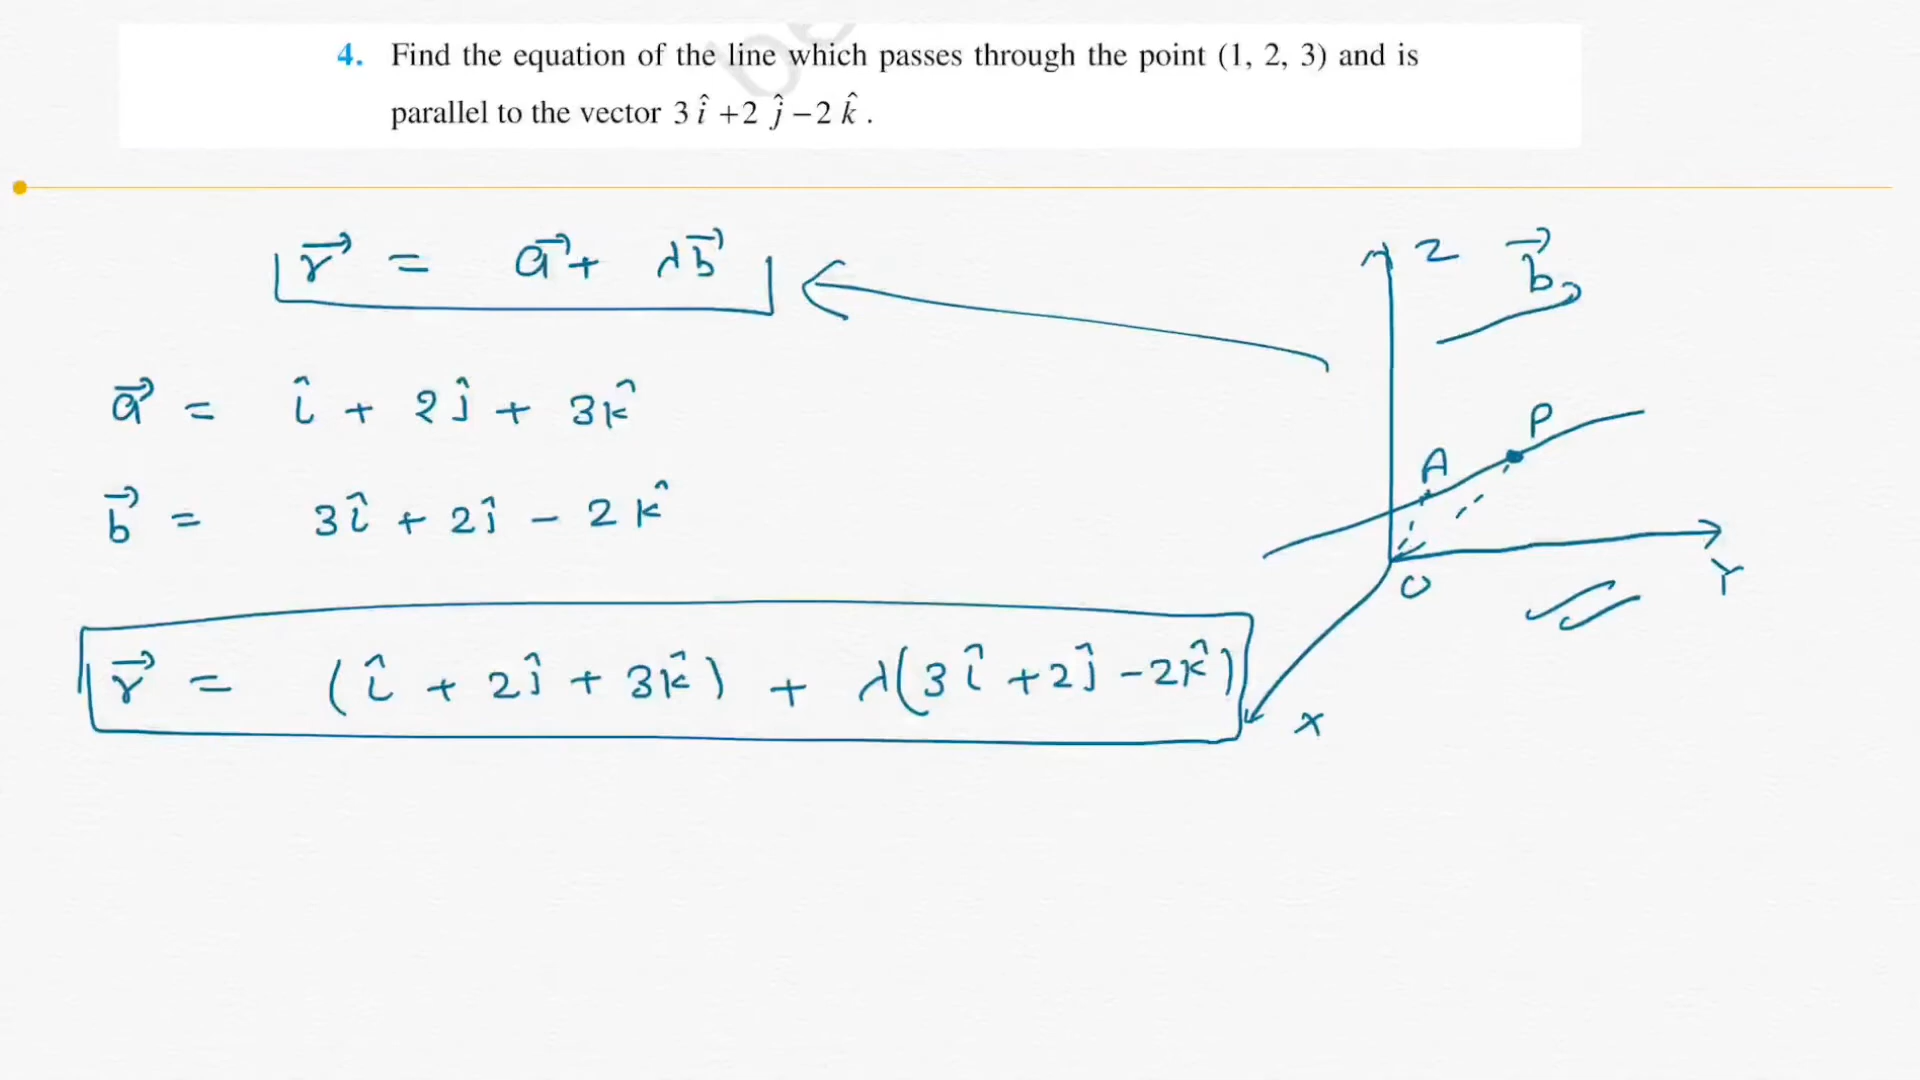 4. Find the equation of the line which passes through the point (1, 2, 3) and is
parallel to the vector 3 î +2 ĵ −2 k̂ .
r⃗ = a⃗ + λb⃗
a⃗ = î + 2ĵ + 3k̂
b⃗ = 3î + 2ĵ − 2k̂
r⃗ = (î + 2ĵ + 3k̂) + λ(3î + 2ĵ − 2k̂)
Z
b⃗
P
A
O
Y
X